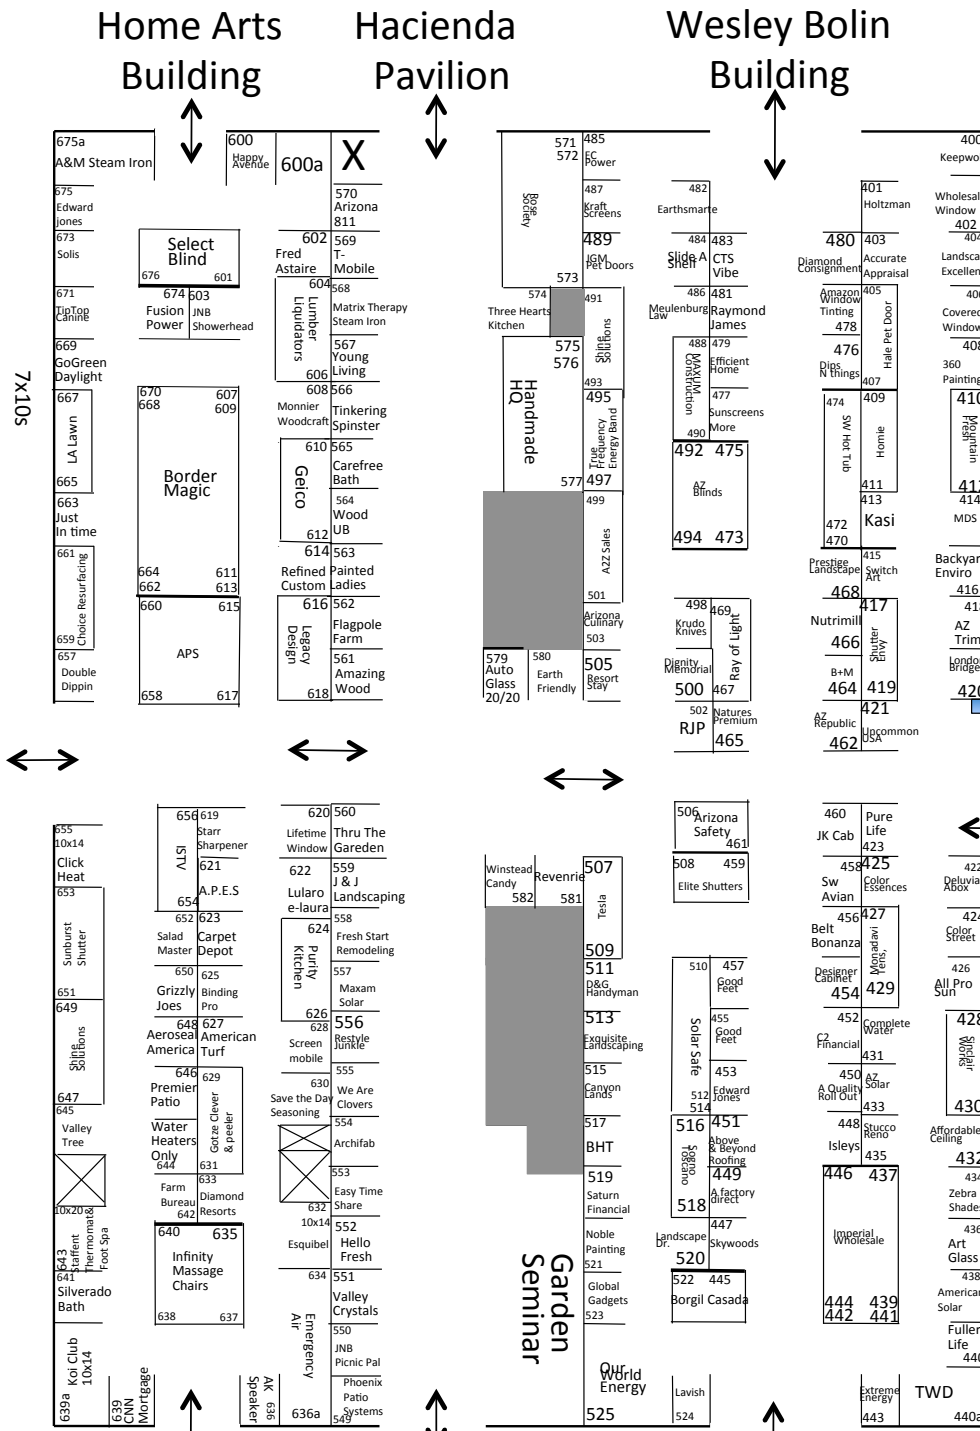 Home Arts
Building
Hacienda
Pavilion
Wesley Bolin
Building
675a
A&M Steam Iron
675
Edward
jones
673
Solis
671
TipTop
Canine
669
GoGreen
Daylight
7x10s
667
LA Lawn
665
663
Just
In time
661
Choice Resurfacing
659
657
Double
Dippin
Select
Blind
676 601
674 603
Fusion
Power
JNB
Showerhead
670 607
668 609
Border
Magic
664 611
662 613
660 615
APS
658 617
600
Happy
Avenue
600a
X
570
Arizona
811
602
Fred
Astaire
569
T-
Mobile
604
Lumber
Liquidators
606
568
Matrix Therapy
Steam Iron
567
Young
Living
608
Monnier
Woodcraft
566
Tinkering
Spinster
610
Geico
612
565
Carefree
Bath
564
Wood
UB
614
Refined
Custom
563
Painted
Ladies
616
Legacy
Design
618
562
Flagpole
Farm
561
Amazing
Wood
571
572
Rose
Society
573
485
EC
Power
487
Kraft
Screens
489
JGM
Pet Doors
574
Three Hearts
Kitchen
491
Shine
Solutions
493
575
576
Handmade
HQ
577
495
True
Frequency
Energy Band
497
499
A2Z Sales
501
Arizona
Culinary
503
579
Auto
Glass
20/20
580
Earth
Friendly
505
Resort
Stay
482
Earthsmarte
484
Slide A
Shelf
483
CTS
Vibe
486
Meulenburg
Law
481
Raymond
James
488
MAXUM
Construction
490
479
Efficient
Home
477
Sunscreens
More
492 475
AZ
Blinds
494 473
498
Krudo
Knives
469
Ray of Light
467
Dignity
Memorial
500
502
RJP
Natures
Premium
465
401
Holtzman
480
Diamond
Consignment
403
Accurate
Appraisal
Amazon
Window
Tinting
478
405
Hale Pet Door
407
476
Dips
N things
474
SW Hot Tub
472
470
409
Homie
411
413
Kasi
Prestige
Landscape
468
415
Switch
Art
Nutrimill
466
417
Shutter
Envy
419
B+M
464
AZ
Republic
462
421
Uncommon
USA
400
Keepwo
Wholesal
Window
402
404
Landsca
Excellen
40
Covered
Window
408
360
Painting
410
Mountain
Fresh
412
414
MDS
Backyar
Enviro
416
418
AZ
Trim
London
Bridge
420
655
10x14
Click
Heat
653
Sunburst
Shutter
651
649
Shine
Solutions
647
645
Valley
Tree
10x20
643
Staffent
Thermomat&
Foot Spa
641
Silverado
Bath
Koi Club
10x14
639a
639
CNN
Mortgage
656
ISTV
654
619
Starr
Sharpener
621
A.P.E.S
652
Salad
Master
623
Carpet
Depot
650
Grizzly
Joes
625
Binding
Pro
648
Aeroseal
America
627
American
Turf
646
Premier
Patio
629
Gotze Clever
& peeler
631
Water
Heaters
Only
644
Farm
Bureau
642
633
Diamond
Resorts
640 635
Infinity
Massage
Chairs
638 637
AK
Speaker
636
636a
620
Lifetime
Window
560
Thru The
Gareden
622
Lularo
e-laura
559
J & J
Landscaping
624
Purity
Kitchen
626
558
Fresh Start
Remodeling
557
Maxam
Solar
628
Screen
mobile
556
Restyle
Junkle
630
Save the Day
Seasoning
555
We Are
Clovers
554
Archifab
553
Easy Time
Share
632
10x14
Esquibel
552
Hello
Fresh
634
Emergency
Air
551
Valley
Crystals
550
JNB
Picnic Pal
Phoenix
Patio
Systems
549
Winstead
Candy
582
Revenrie
581
507
Tesla
509
511
D&G
Handyman
513
Exquisite
Landscaping
515
Canyon
Lands
517
BHT
519
Saturn
Financial
Noble
Painting
521
Global
Gadgets
523
Garden
Seminar
Our
World
Energy
525
506
Arizona
Safety
461
508 459
Elite Shutters
510
Solar Safe
512
514
457
Good
Feet
455
Good
Feet
453
Edward
Jones
516
Sogno
Toscano
518
451
Above
& Beyond
Roofing
449
A factory
direct
Landscape
Dr.
520
447
Skywoods
522 445
Borgil Casada
Lavish
524
460
JK Cab
Pure
Life
423
458
Sw
Avian
425
Color
Essences
456
Belt
Bonanza
427
Monadavi
Tens,
429
Designer
Cabinet
454
452
C2
Financial
Complete
Water
431
450
A Quality
Roll Out
AZ
Solar
433
448
Isleys
Stucco
Reno
435
446 437
Imperial
Wholesale
444 439
442 441
Extreme
Energy
443
TWD
440a
422
Deluvia
Abox
424
Color
Street
426
All Pro
Sun
428
Sinclair
Works
430
Affordable
Ceiling
432
434
Zebra
Shades
436
Art
Glass
438
American
Solar
Fuller
Life
440